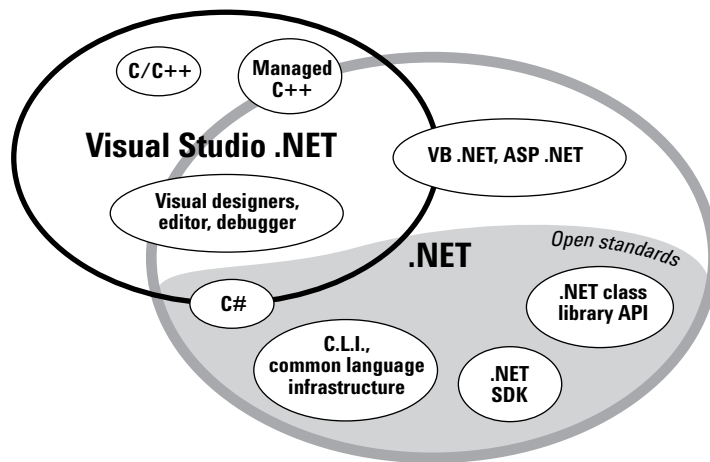 C/C++
Managed
C++
Visual Studio .NET
VB .NET, ASP .NET
Visual designers,
editor, debugger
.NET
Open standards
C#
.NET class
library API
C.L.I.,
common language
infrastructure
.NET
SDK